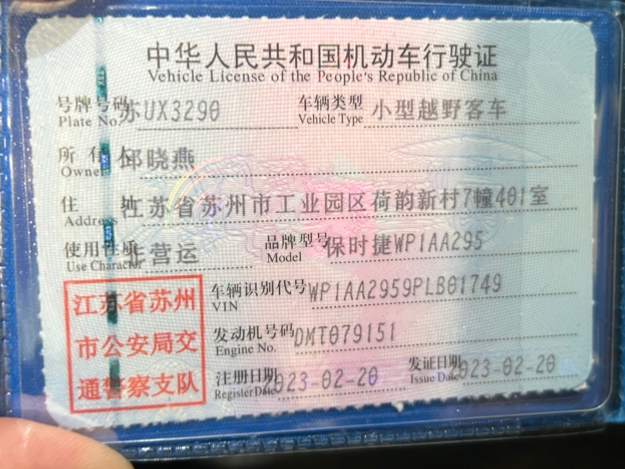 中华人民共和国机动车行驶证
Vehicle License of the People's Republic of China
号牌号码 苏UX3290 车辆类型 小型越野客车
Plate No. Vehicle Type
所有人 邱晓燕
Owner
住 址 江苏省苏州市工业园区荷韵新村7幢401室
Address
使用性质 非营运 品牌型号 保时捷WP1AA295
Use Character Model
车辆识别代号 WP1AA2959PLB01749
VIN
发动机号码 DMT079151
Engine No.
注册日期 023-02-20 发证日期 023-02-20
Register Date Issue Date
江苏省苏州
市公安局交
通警察支队